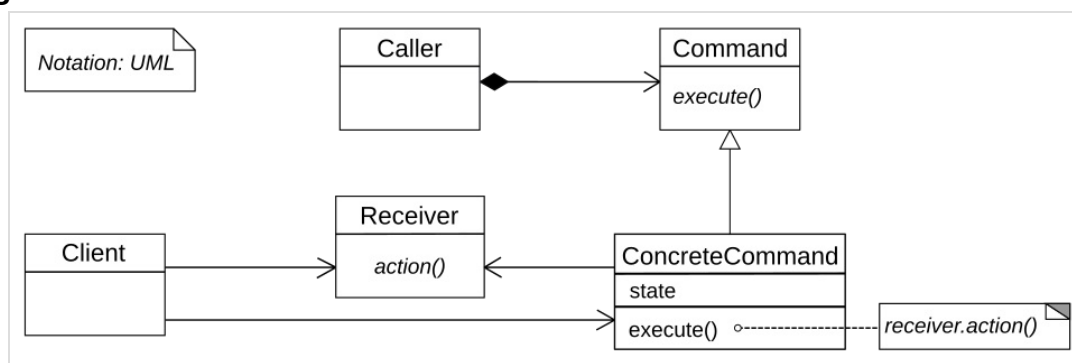 Notation: UML
Caller
Command
execute()
Receiver
action()
Client
ConcreteCommand
state
execute()
receiver.action()